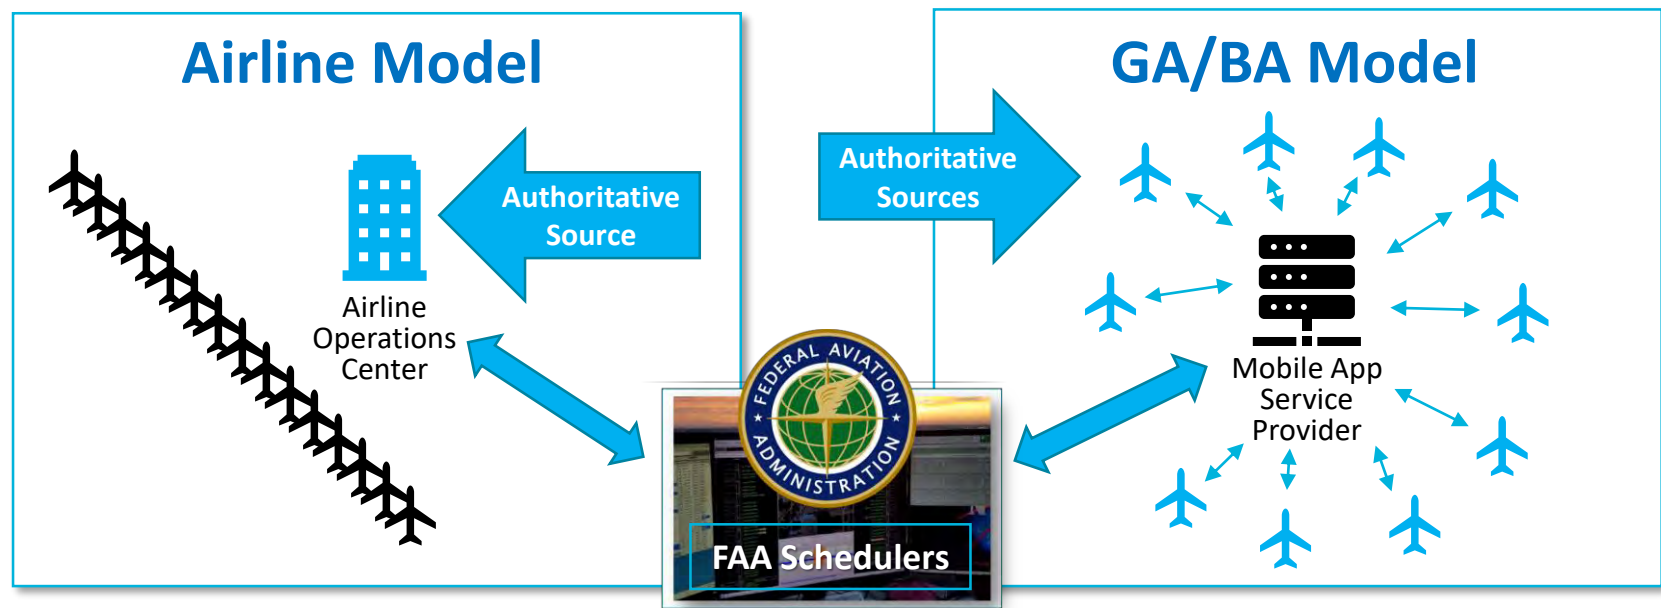 Airline Model
Authoritative
Source
Airline
Operations
Center
GA/BA Model
Authoritative
Sources
Mobile App
Service
Provider
FEDERAL AVIATION
ADMINISTRATION
FAA Schedulers